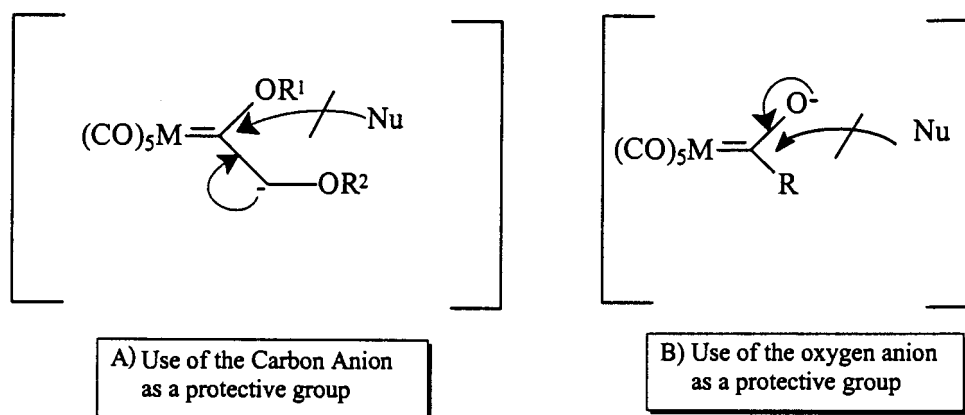 OR¹
(CO)₅M
Nu
-
OR²
A) Use of the Carbon Anion
as a protective group
O⁻
(CO)₅M
Nu
R
B) Use of the oxygen anion
as a protective group